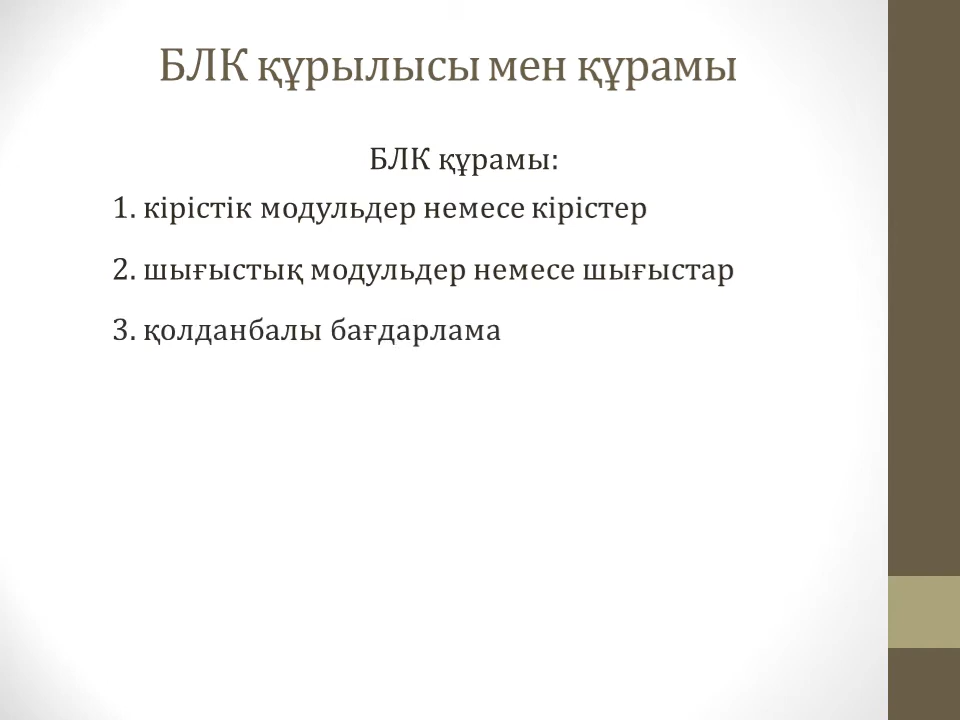 БЛК құрылысы мен құрамы
БЛК құрамы:
1. кірістік модульдер немесе кірістер
2. шығыстық модульдер немесе шығыстар
3. қолданбалы бағдарлама